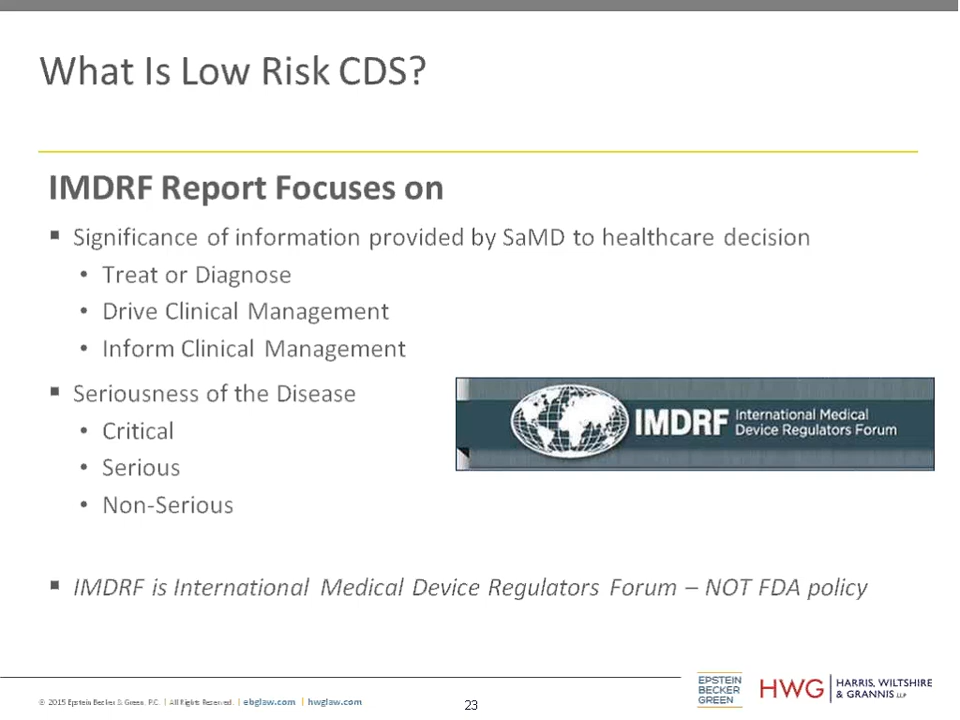 What Is Low Risk CDS?
IMDRF Report Focuses on
▪ Significance of information provided by SaMD to healthcare decision
• Treat or Diagnose
• Drive Clinical Management
• Inform Clinical Management
▪ Seriousness of the Disease
• Critical
• Serious
• Non-Serious
IMDRF International Medical
Device Regulators Forum
▪ IMDRF is International Medical Device Regulators Forum – NOT FDA policy
© 2015 Epstein Becker & Green, P.C. | All Rights Reserved. | ebglaw.com | hwglaw.com
23
EPSTEIN
BECKER
GREEN
HWG | HARRIS, WILTSHIRE
& GRANNIS LLP